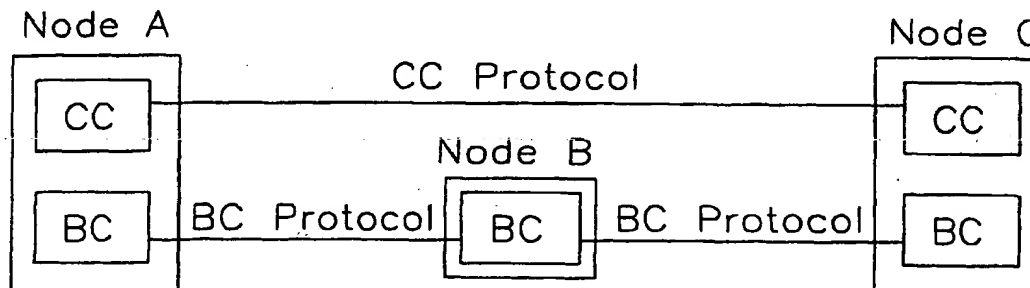 Node A
Node C
CC Protocol
CC
CC
Node B
BC
BC Protocol
BC
BC Protocol
BC